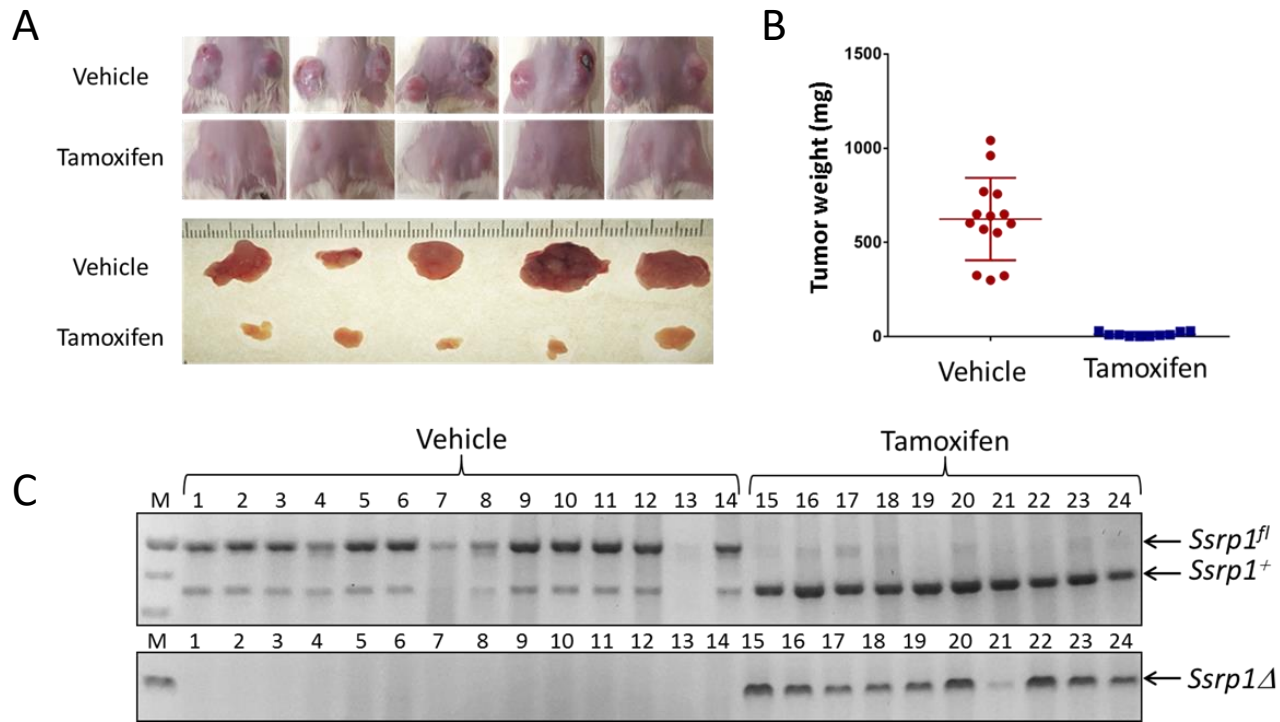 A
B
Vehicle
Tamoxifen
Vehicle
Tamoxifen
Tumor weight (mg)
1500
1000
500
0
Vehicle
Tamoxifen
C
Vehicle
Tamoxifen
M 1 2 3 4 5 6 7 8 9 10 11 12 13 14 15 16 17 18 19 20 21 22 23 24
Ssrp1fl
Ssrp1+
M 1 2 3 4 5 6 7 8 9 10 11 12 13 14 15 16 17 18 19 20 21 22 23 24
Ssrp1Δ